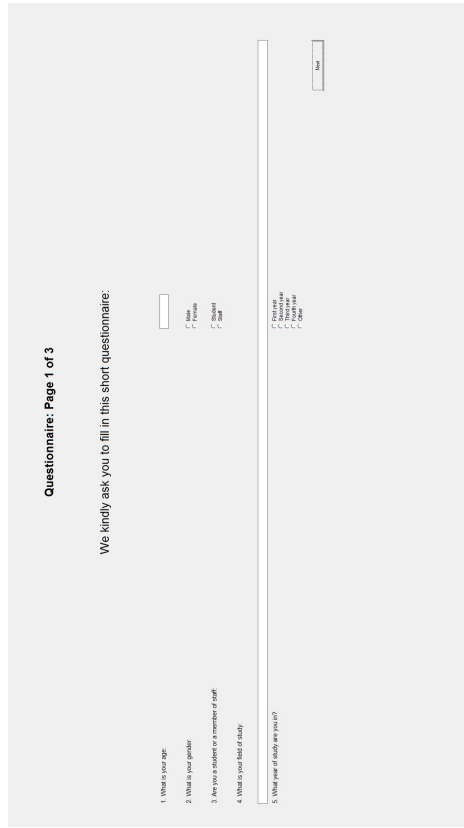 Questionnaire: Page 1 of 3
We kindly ask you to fill in this short questionnaire:
1. What is your age:
2. What is your gender:
Male
Female
3. Are you a student or a member of staff:
Student
Staff
4. What is your field of study:
5. What year of study are you in?
First year
Second year
Third year
Fourth year
Other
Next